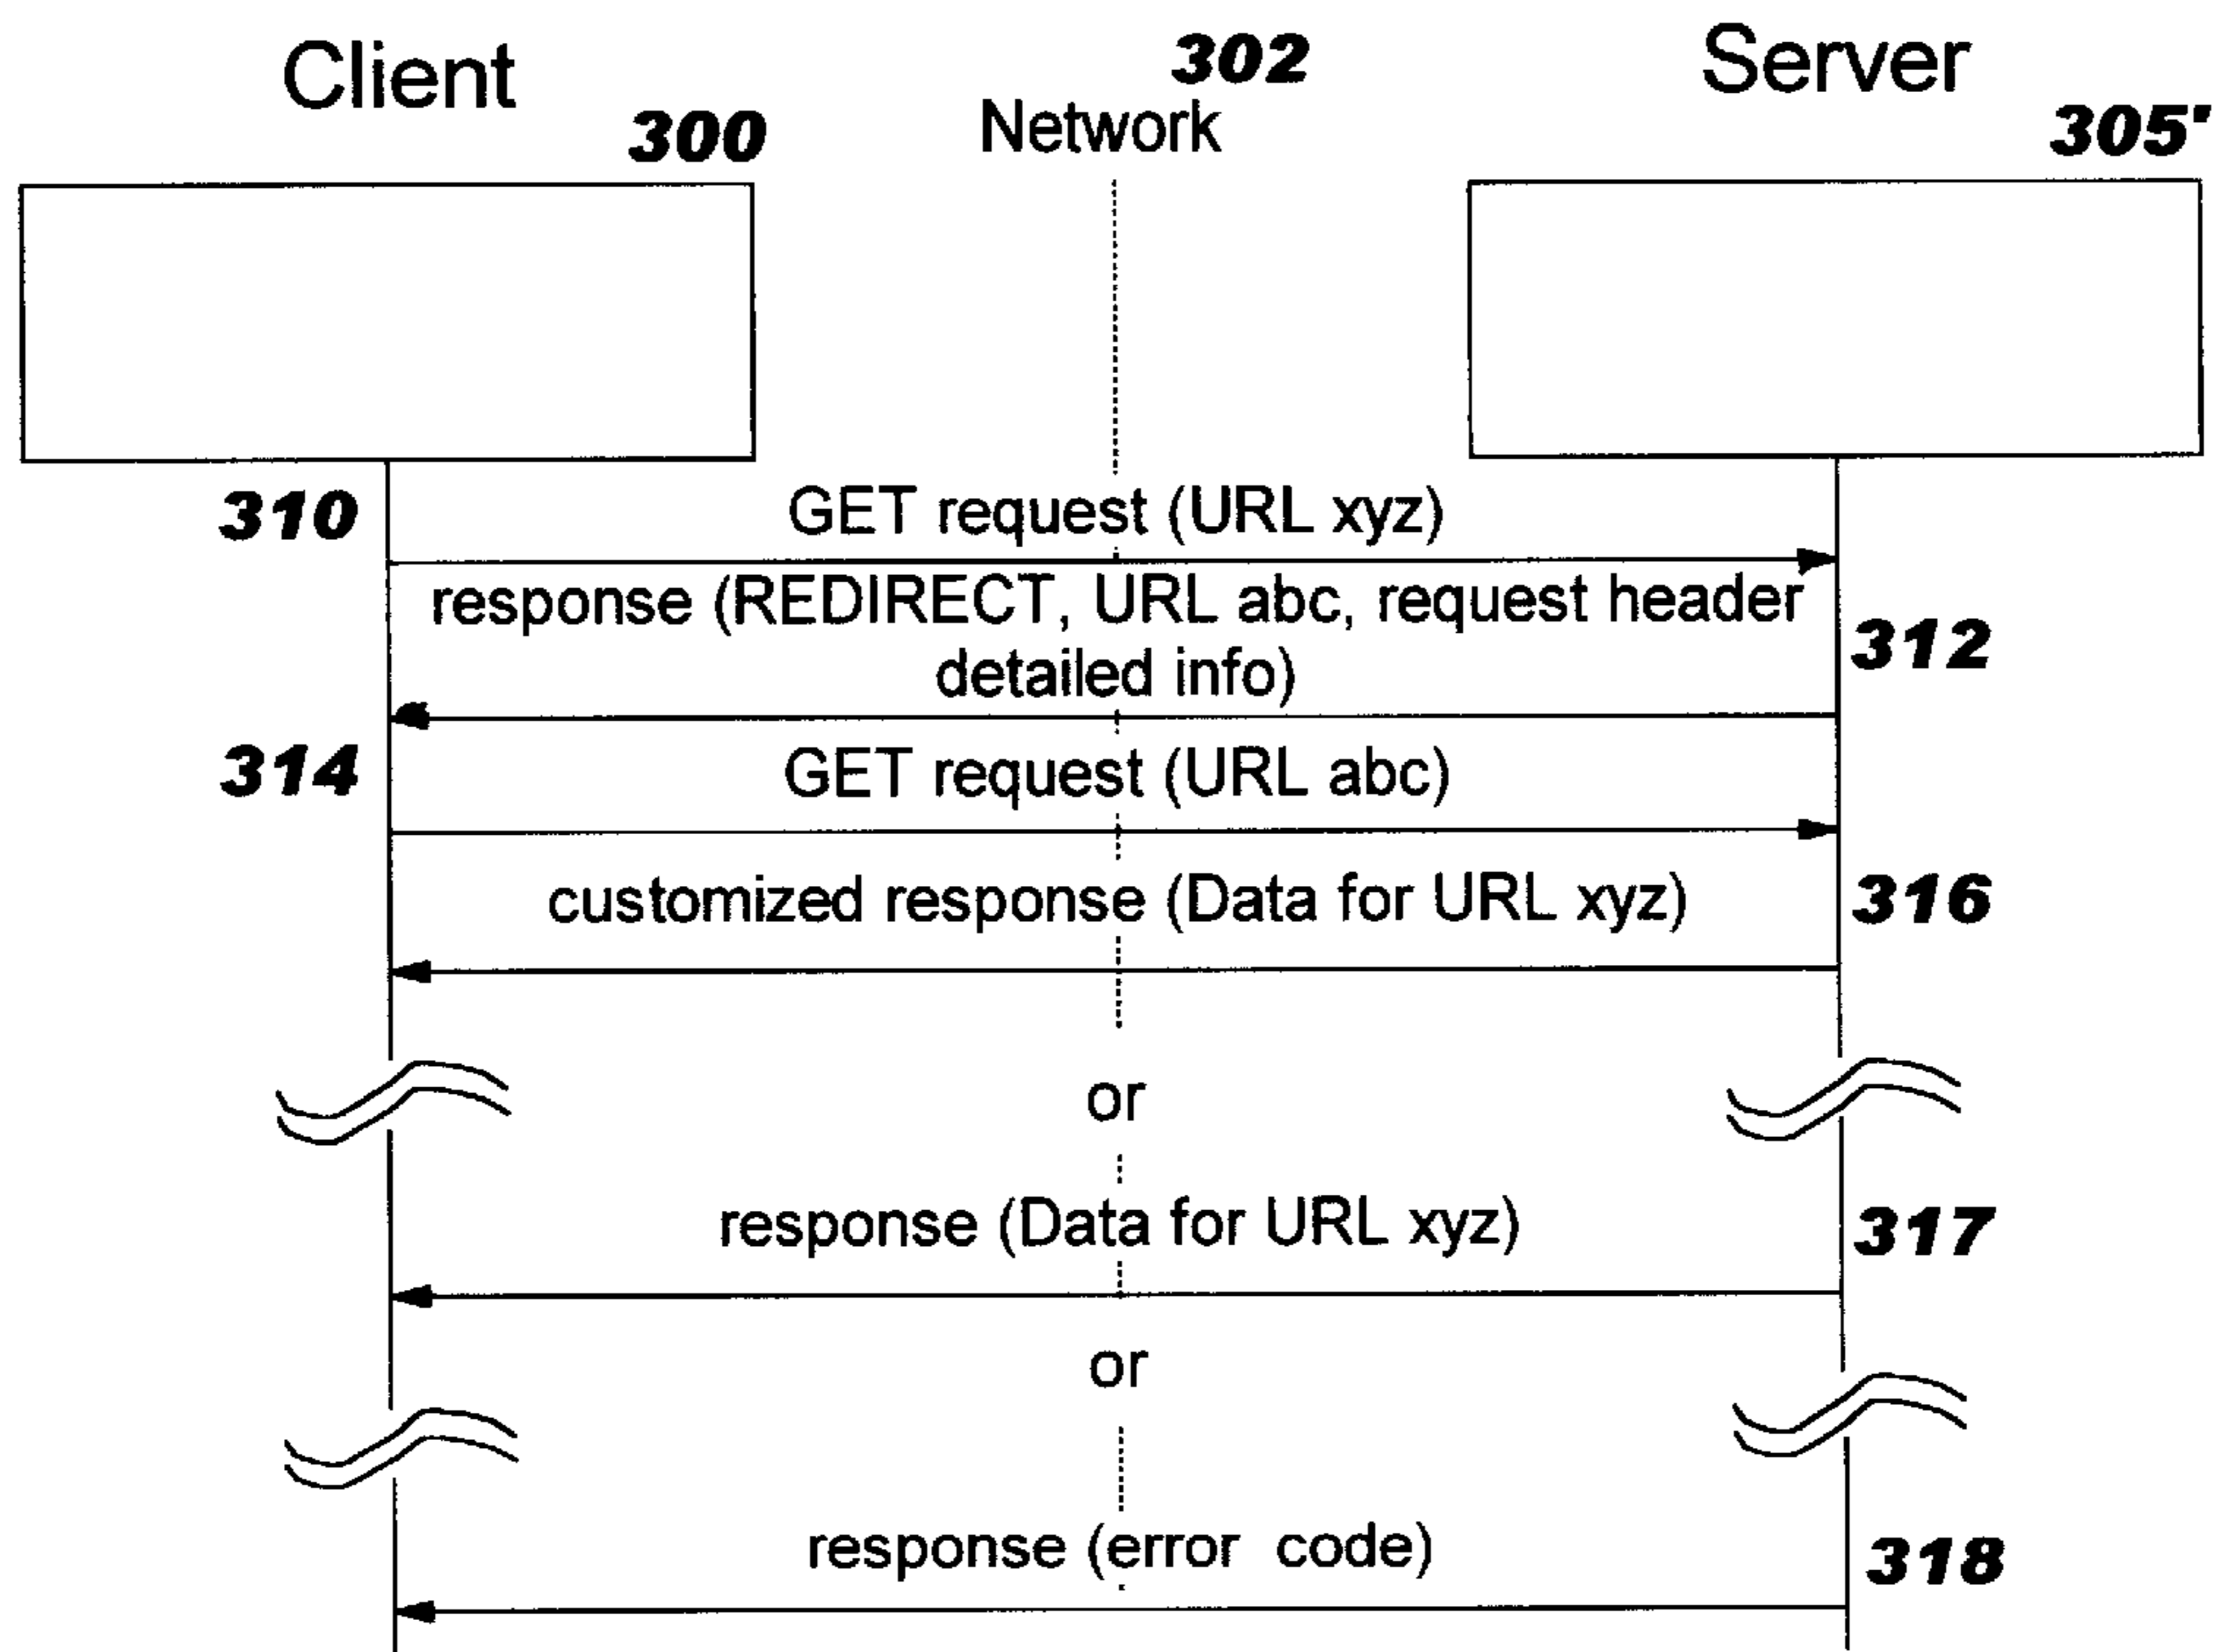 Client
300
302
Network
Server
305'
310
GET request (URL xyz)
response (REDIRECT, URL abc, request header
detailed info)
312
314
GET request (URL abc)
customized response (Data for URL xyz)
316
or
response (Data for URL xyz)
317
or
response (error code)
318